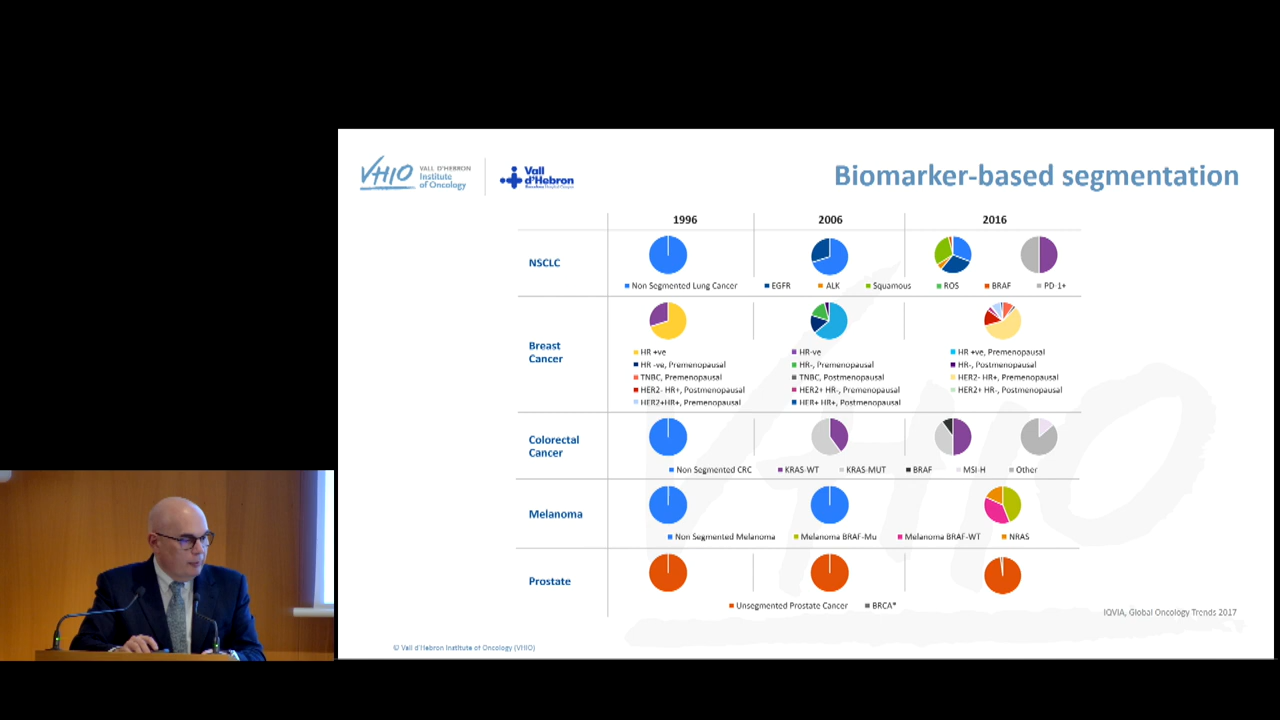 VHIO VALL D'HEBRON
Institute
of Oncology
Vall
d'Hebron
Barcelona Hospital Campus
Biomarker-based segmentation
1996 2006 2016
NSCLC
Non Segmented Lung Cancer EGFR ALK Squamous ROS BRAF PD-1+
Breast
Cancer
HR +ve HR-ve HR +ve, Premenopausal
HR -ve, Premenopausal HR-, Premenopausal HR-, Postmenopausal
TNBC, Premenopausal TNBC, Postmenopausal HER2- HR+, Premenopausal
HER2- HR+, Postmenopausal HER2+ HR-, Premenopausal HER2+ HR-, Postmenopausal
HER2+HR+, Premenopausal HER+ HR+, Postmenopausal
Colorectal
Cancer
Non Segmented CRC KRAS-WT KRAS-MUT BRAF MSI-H Other
Melanoma
Non Segmented Melanoma Melanoma BRAF-Mu Melanoma BRAF-WT NRAS
Prostate
Unsegmented Prostate Cancer BRCA*
IQVIA, Global Oncology Trends 2017
© Vall d'Hebron Institute of Oncology (VHIO)
VHIO